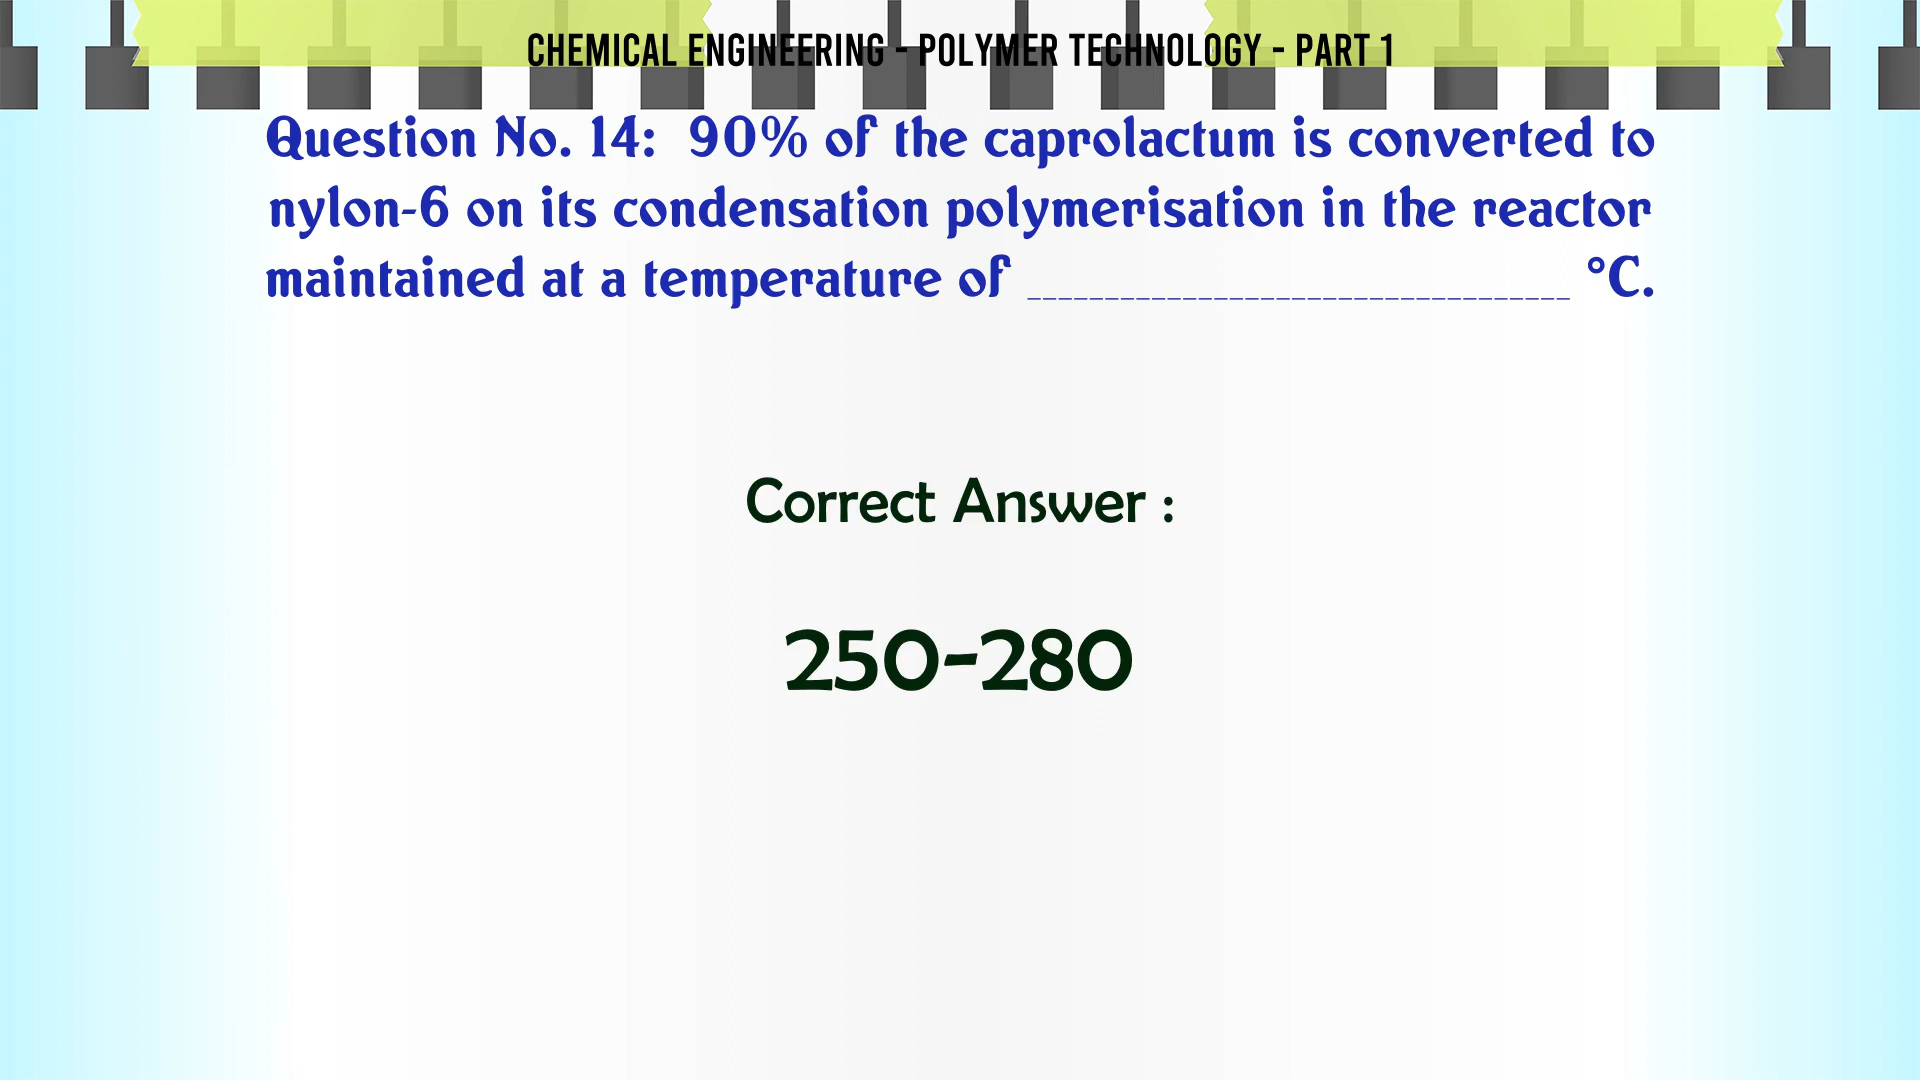 CHEMICAL ENGINEERING - POLYMER TECHNOLOGY - PART 1
Question No. 14:  90% of the caprolactum is converted to
nylon-6 on its condensation polymerisation in the reactor
maintained at a temperature of ___________________________________ °C.
Correct Answer :
250-280